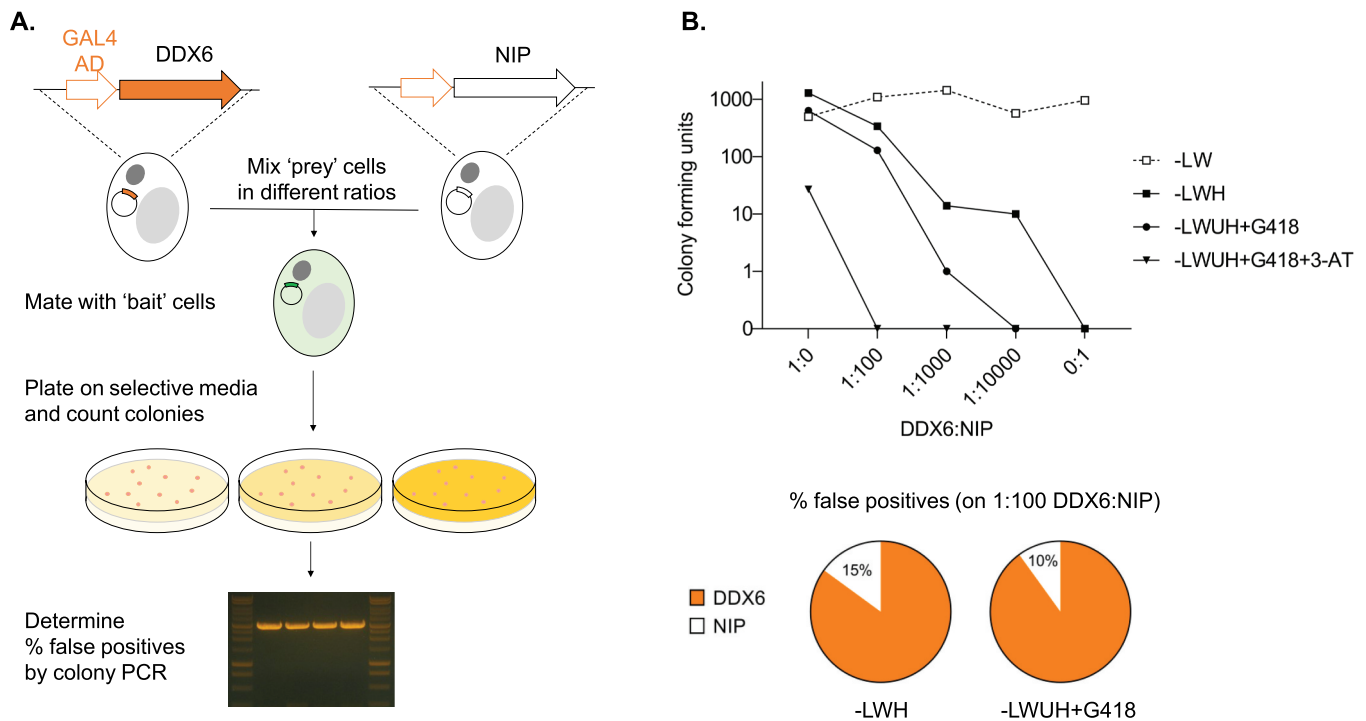 A.
GAL4
AD
DDX6
NIP
Mix ‘prey’ cells
in different ratios
Mate with ‘bait’ cells
Plate on selective media
and count colonies
Determine
% false positives
by colony PCR
B.
Colony forming units
1000
100
10
1
0
1:0
1:100
1:1000
1:10000
0:1
DDX6:NIP
-LW
-LWH
-LWUH+G418
-LWUH+G418+3-AT
% false positives (on 1:100 DDX6:NIP)
DDX6
NIP
15%
10%
-LWH
-LWUH+G418